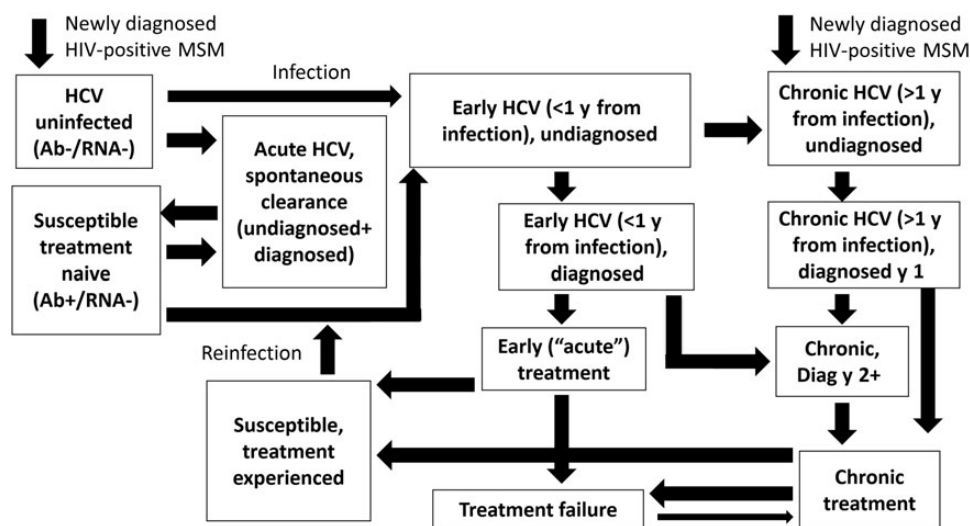 Newly diagnosed
HIV-positive MSM
Newly diagnosed
HIV-positive MSM
HCV
uninfected
(Ab-/RNA-)
Infection
Early HCV (<1 y from
infection), undiagnosed
Chronic HCV (>1 y
from infection),
undiagnosed
Acute HCV,
spontaneous
clearance
(undiagnosed+
diagnosed)
Susceptible
treatment
naive
(Ab+/RNA-)
Early HCV (<1 y
from infection),
diagnosed
Chronic HCV (>1 y
from infection),
diagnosed y 1
Reinfection
Early (“acute”)
treatment
Chronic,
Diag y 2+
Susceptible,
treatment
experienced
Treatment failure
Chronic
treatment